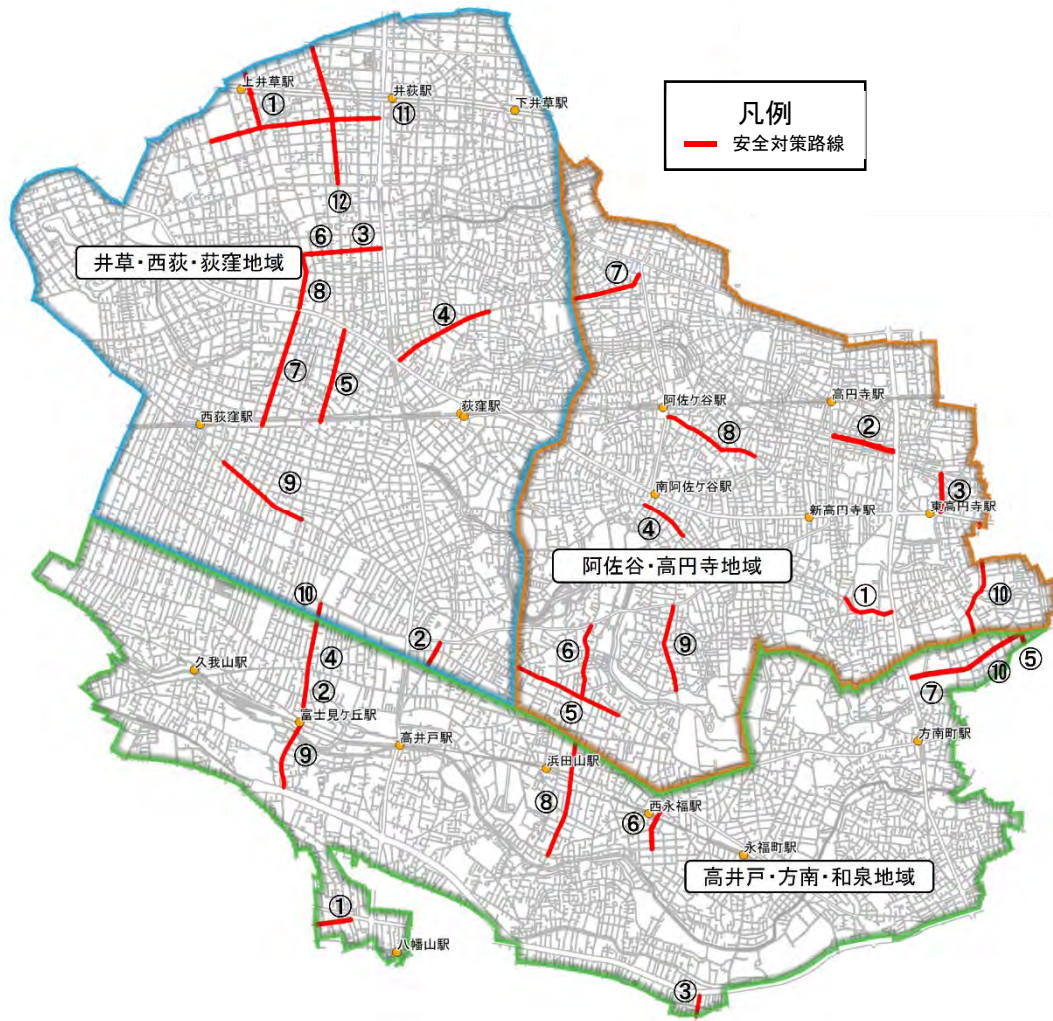 凡例
安全対策路線
上井草駅
①
井荻駅
⑪
下井草駅
⑫
⑥
③
井草・西荻・荻窪地域
⑧
⑦
④
⑦
⑤
西荻窪駅
荻窪駅
阿佐ケ谷駅
高円寺駅
⑧
②
⑨
南阿佐ケ谷駅
④
新高円寺駅
③
東高円寺駅
阿佐谷・高円寺地域
①
⑩
⑩
②
⑥
⑨
⑤
⑩
⑤
⑦
久我山駅
④
②
富士見ケ丘駅
⑨
高井戸駅
浜田山駅
⑧
方南町駅
西永福駅
⑥
永福町駅
高井戸・方南・和泉地域
①
八幡山駅
③